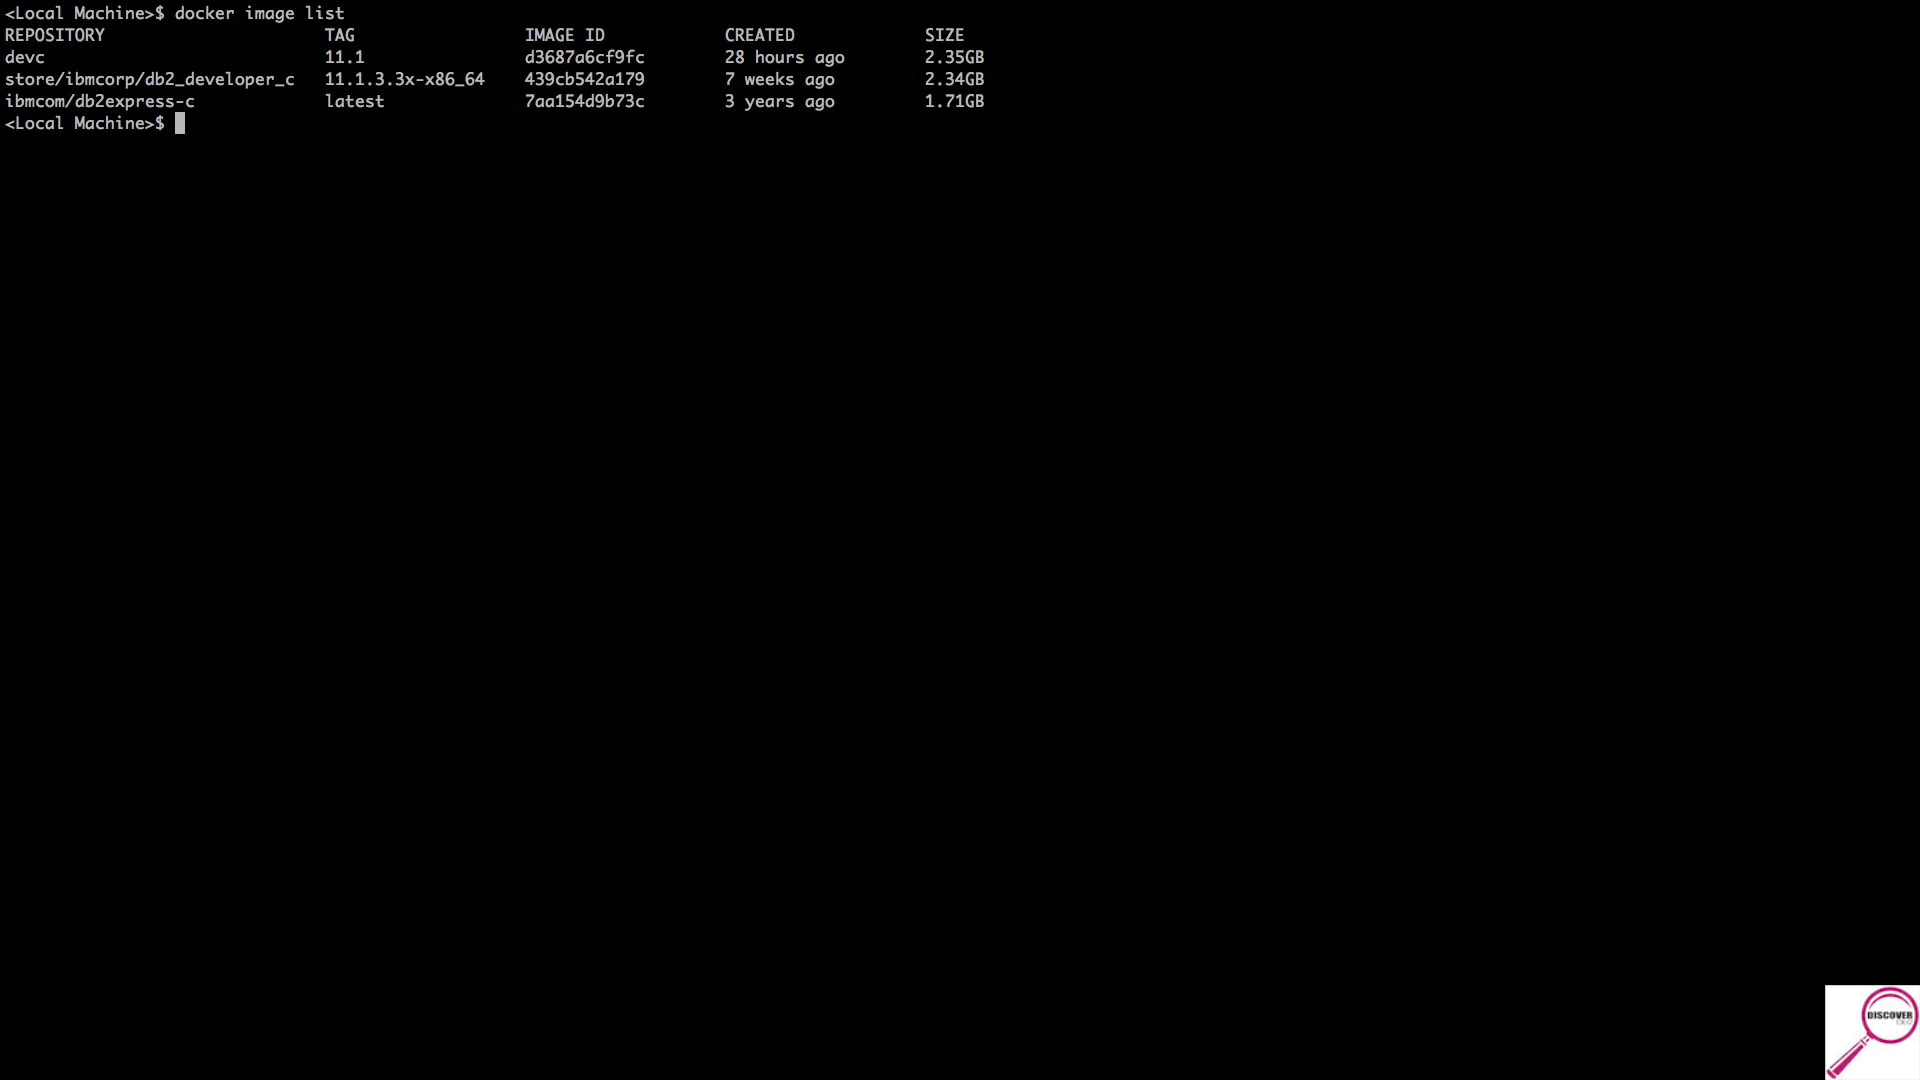 <Local Machine>$ docker image list
REPOSITORY TAG IMAGE ID CREATED SIZE
devc 11.1 d3687a6cf9fc 28 hours ago 2.35GB
store/ibmcorp/db2_developer_c 11.1.3.3x-x86_64 439cb542a179 7 weeks ago 2.34GB
ibmcom/db2express-c latest 7aa154d9b73c 3 years ago 1.71GB
<Local Machine>$
DISCOVER